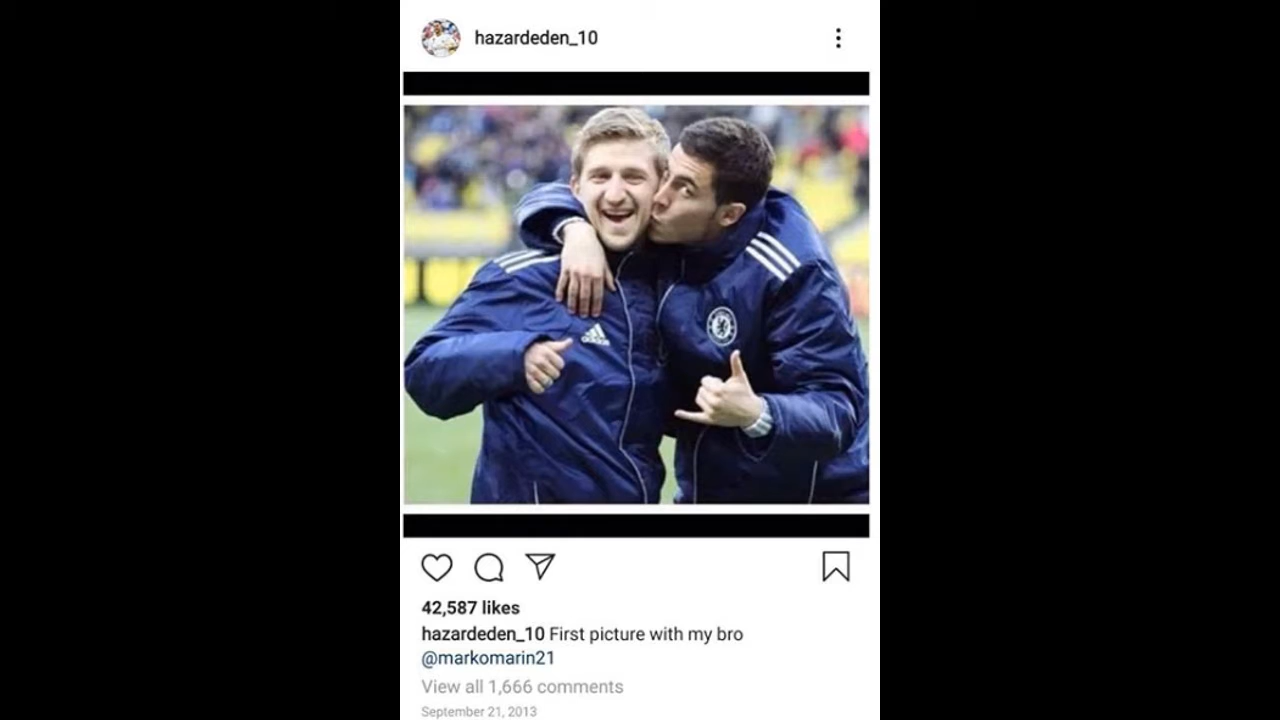 hazardeden_10
adidas
42,587 likes
hazardeden_10 First picture with my bro
@markomarin21
View all 1,666 comments
September 21, 2013